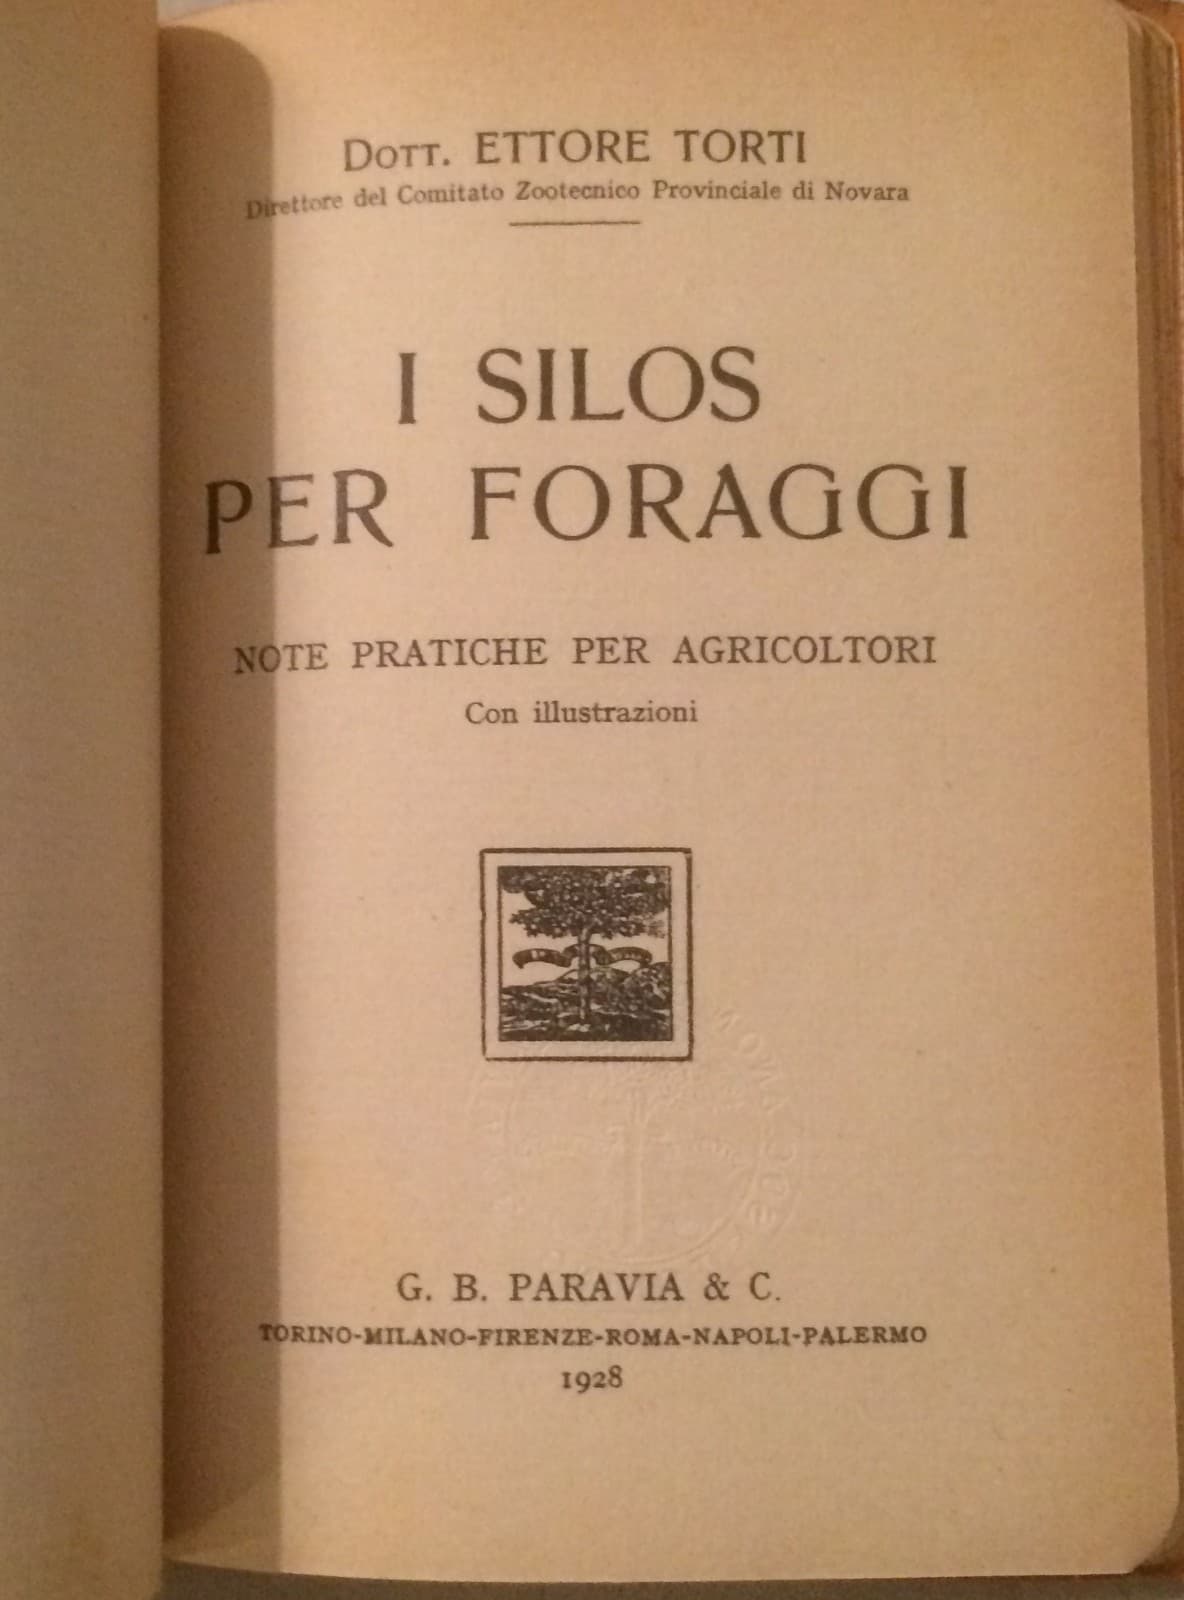 DOTT. ETTORE TORTI
Direttore del Comitato Zootecnico Provinciale di Novara
I SILOS
PER FORAGGI
NOTE PRATICHE PER AGRICOLTORI
Con illustrazioni
G. B. PARAVIA & C.
TORINO-MILANO-FIRENZE-ROMA-NAPOLI-PALERMO
1928